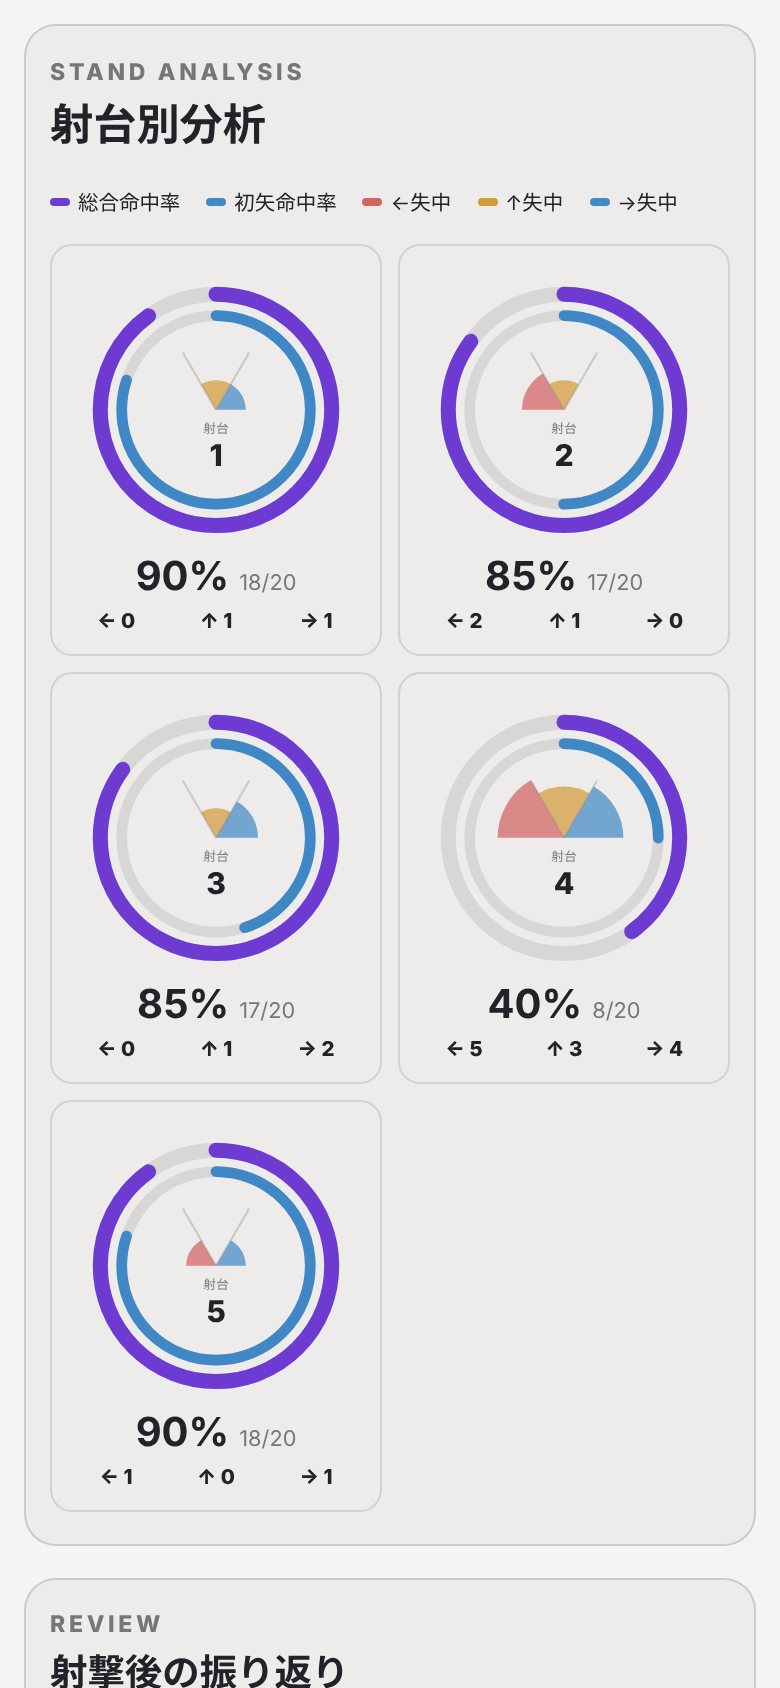 STAND ANALYSIS
射台別分析
総合命中率 初矢命中率 ←失中 ↑失中 →失中
射台
1
90% 18/20
← 0 ↑ 1 → 1
射台
2
85% 17/20
← 2 ↑ 1 → 0
射台
3
85% 17/20
← 0 ↑ 1 → 2
射台
4
40% 8/20
← 5 ↑ 3 → 4
射台
5
90% 18/20
← 1 ↑ 0 → 1
REVIEW
射撃後の振り返り